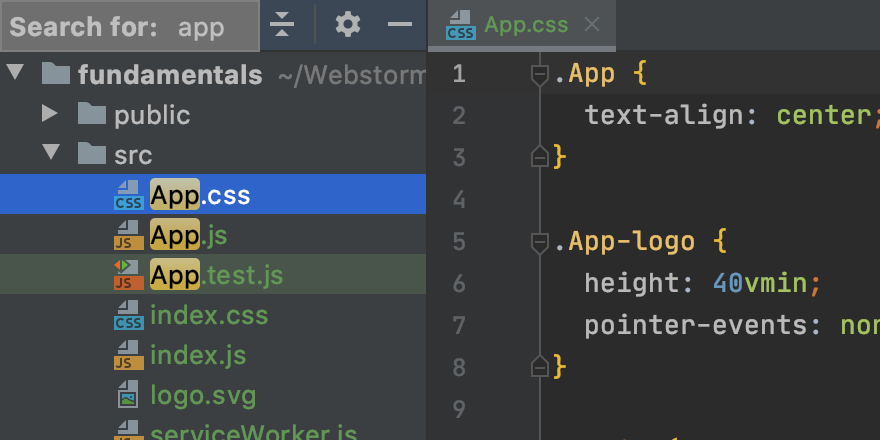 Search for: app
fundamentals ~/Webstorm
public
src
CSS App.css
JS App.js
JS App.test.js
CSS index.css
JS index.js
logo.svg
JS serviceWorker.js
CSS App.css
1 .App {
2 text-align: center;
3 }
4
5 .App-logo {
6 height: 40vmin;
7 pointer-events: non
8 }
9